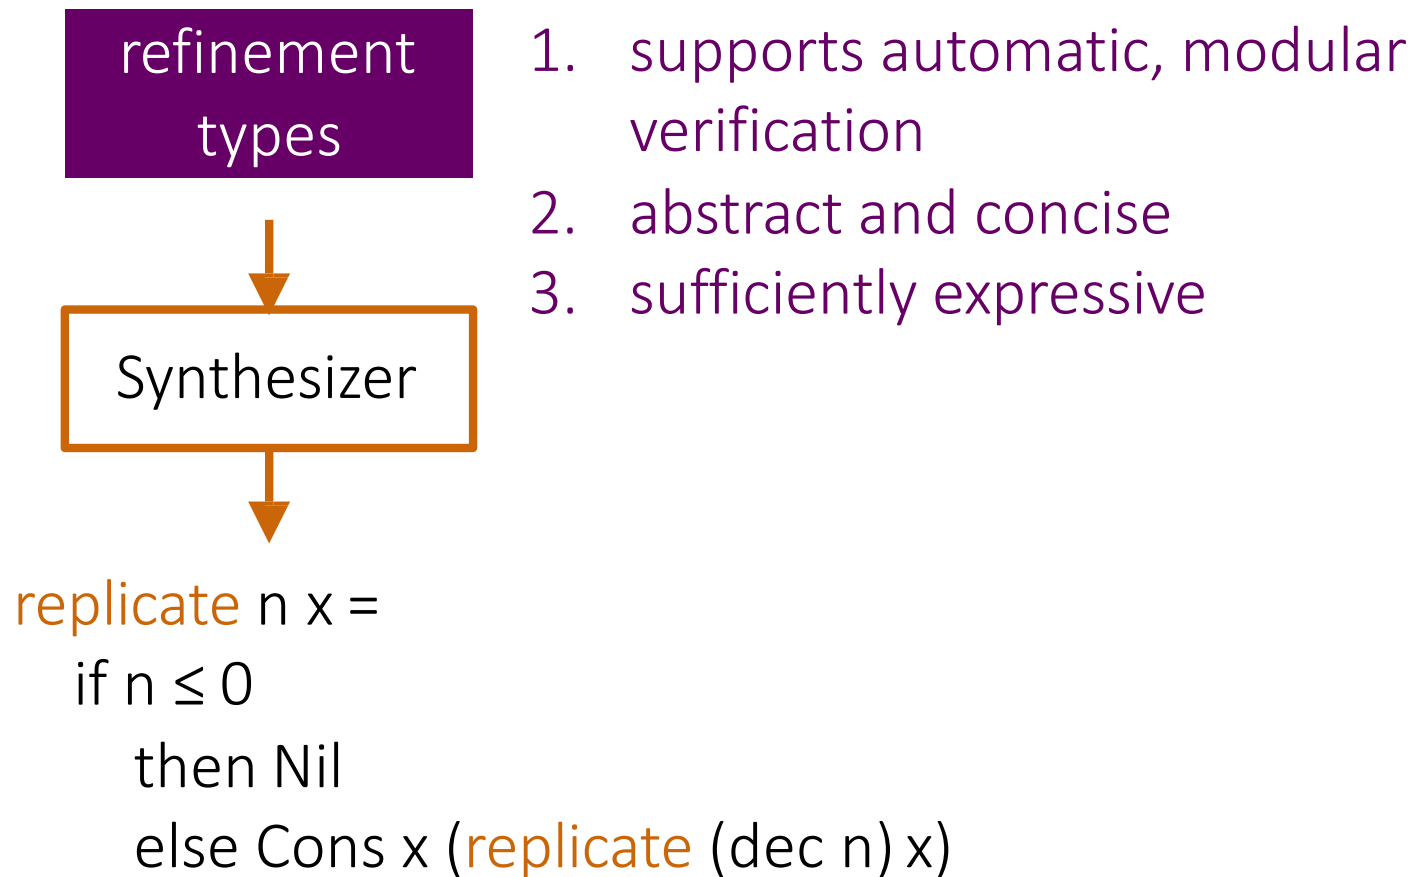 refinement
types
1. supports automatic, modular
verification
2. abstract and concise
3. sufficiently expressive
Synthesizer
replicate n x =
if n ≤ 0
then Nil
else Cons x (replicate (dec n) x)